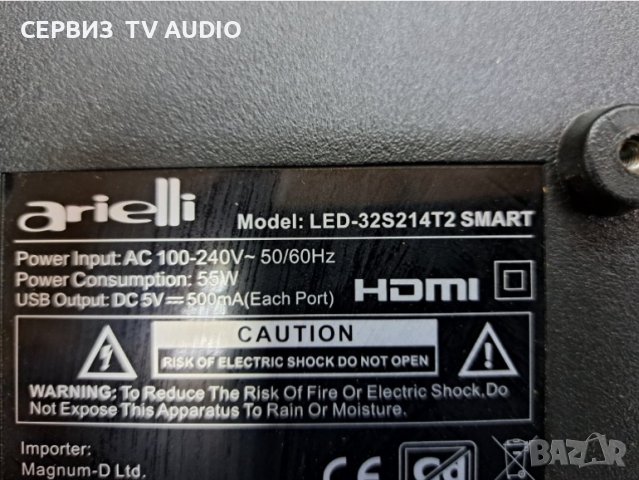 СЕРВИЗ TV AUDIO
arielli
Model: LED-32S214T2 SMART
Power Input: AC 100-240V~ 50/60Hz
Power Consumption: 55W
USB Output: DC 5V⎓500mA(Each Port)
HDMI
CAUTION
RISK OF ELECTRIC SHOCK DO NOT OPEN
WARNING: To Reduce The Risk Of Fire or Electric Shock.Do
Not Expose This Apparatus To Rain Or Moisture.
Importer:
Magnum-D Ltd.
CE
BAZAR